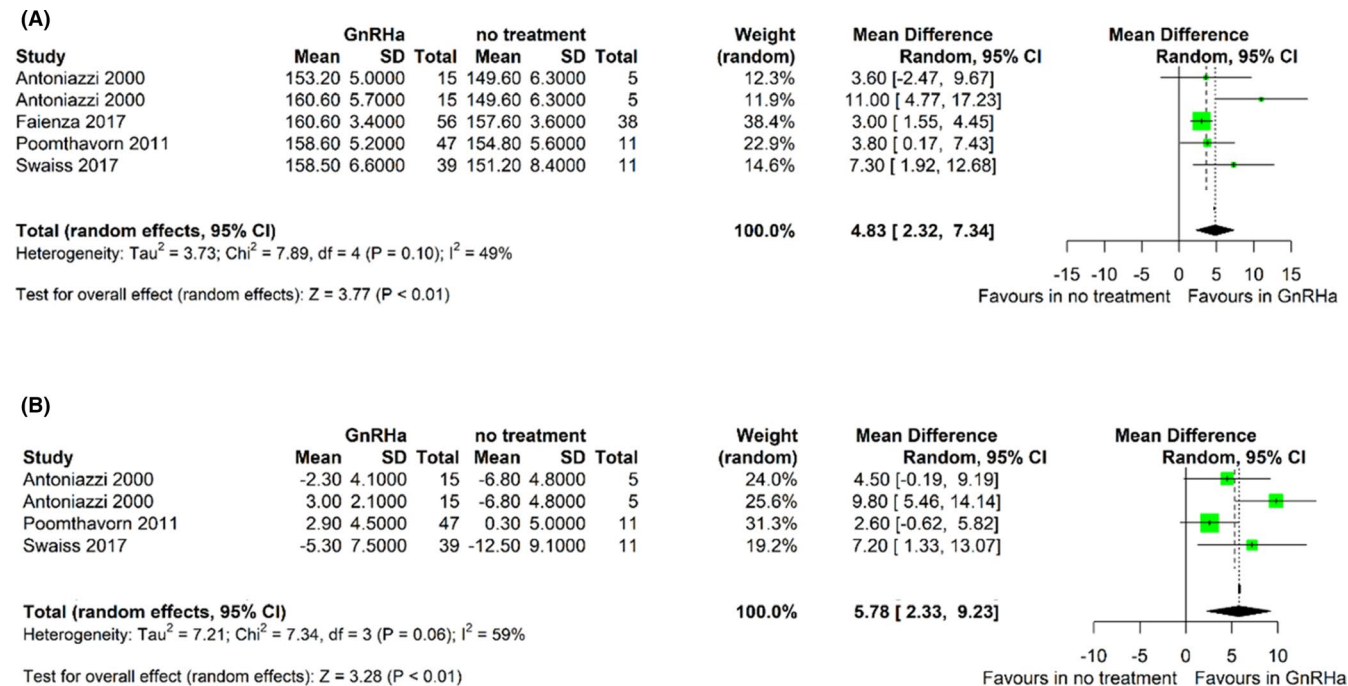 (A)
GnRHa no treatment Weight Mean Difference Mean Difference
Study Mean SD Total Mean SD Total (random) Random, 95% CI Random, 95% CI
Antoniazzi 2000 153.20 5.0000 15 149.60 6.3000 5 12.3% 3.60 [-2.47, 9.67]
Antoniazzi 2000 160.60 5.7000 15 149.60 6.3000 5 11.9% 11.00 [ 4.77, 17.23]
Faienza 2017 160.60 3.4000 56 157.60 3.6000 38 38.4% 3.00 [ 1.55, 4.45]
Poomthavorn 2011 158.60 5.2000 47 154.80 5.6000 11 22.9% 3.80 [ 0.17, 7.43]
Swaiss 2017 158.50 6.6000 39 151.20 8.4000 11 14.6% 7.30 [ 1.92, 12.68]
Total (random effects, 95% CI) 100.0% 4.83 [ 2.32, 7.34]
Heterogeneity: Tau² = 3.73; Chi² = 7.89, df = 4 (P = 0.10); I² = 49%
-15 -10 -5 0 5 10 15
Test for overall effect (random effects): Z = 3.77 (P < 0.01) Favours in no treatment Favours in GnRHa
(B)
GnRHa no treatment Weight Mean Difference Mean Difference
Study Mean SD Total Mean SD Total (random) Random, 95% CI Random, 95% CI
Antoniazzi 2000 -2.30 4.1000 15 -6.80 4.8000 5 24.0% 4.50 [-0.19, 9.19]
Antoniazzi 2000 3.00 2.1000 15 -6.80 4.8000 5 25.6% 9.80 [ 5.46, 14.14]
Poomthavorn 2011 2.90 4.5000 47 0.30 5.0000 11 31.3% 2.60 [-0.62, 5.82]
Swaiss 2017 -5.30 7.5000 39 -12.50 9.1000 11 19.2% 7.20 [ 1.33, 13.07]
Total (random effects, 95% CI) 100.0% 5.78 [ 2.33, 9.23]
Heterogeneity: Tau² = 7.21; Chi² = 7.34, df = 3 (P = 0.06); I² = 59%
-10 -5 0 5 10
Test for overall effect (random effects): Z = 3.28 (P < 0.01) Favours in no treatment Favours in GnRHa